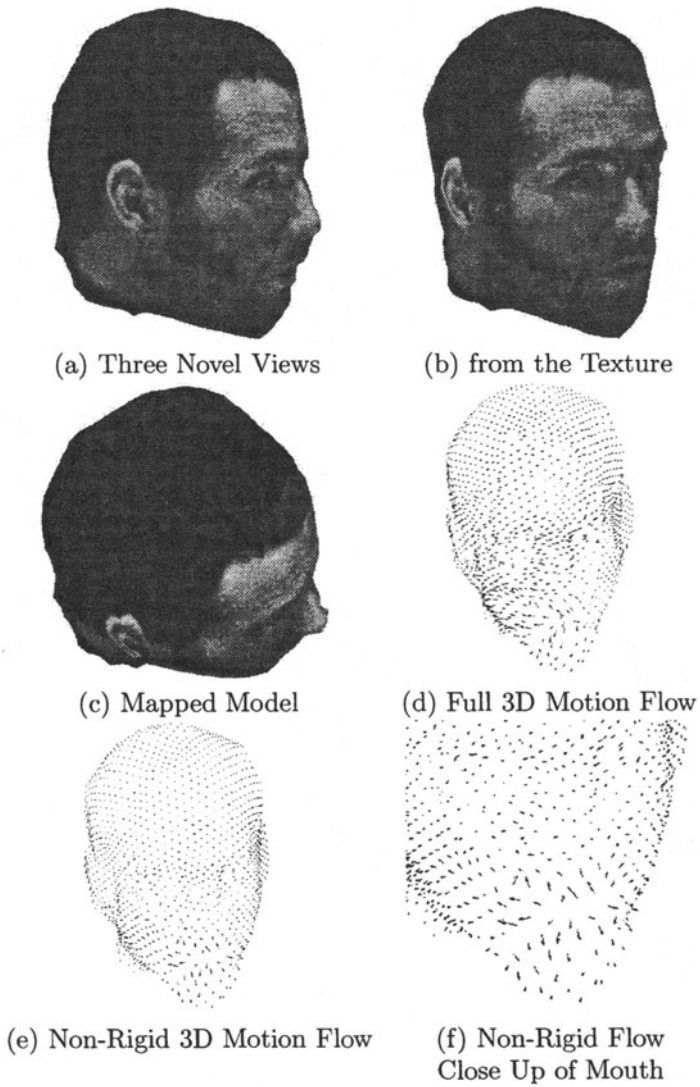 (a) Three Novel Views
(b) from the Texture
(c) Mapped Model
(d) Full 3D Motion Flow
(e) Non-Rigid 3D Motion Flow
(f) Non-Rigid Flow
Close Up of Mouth